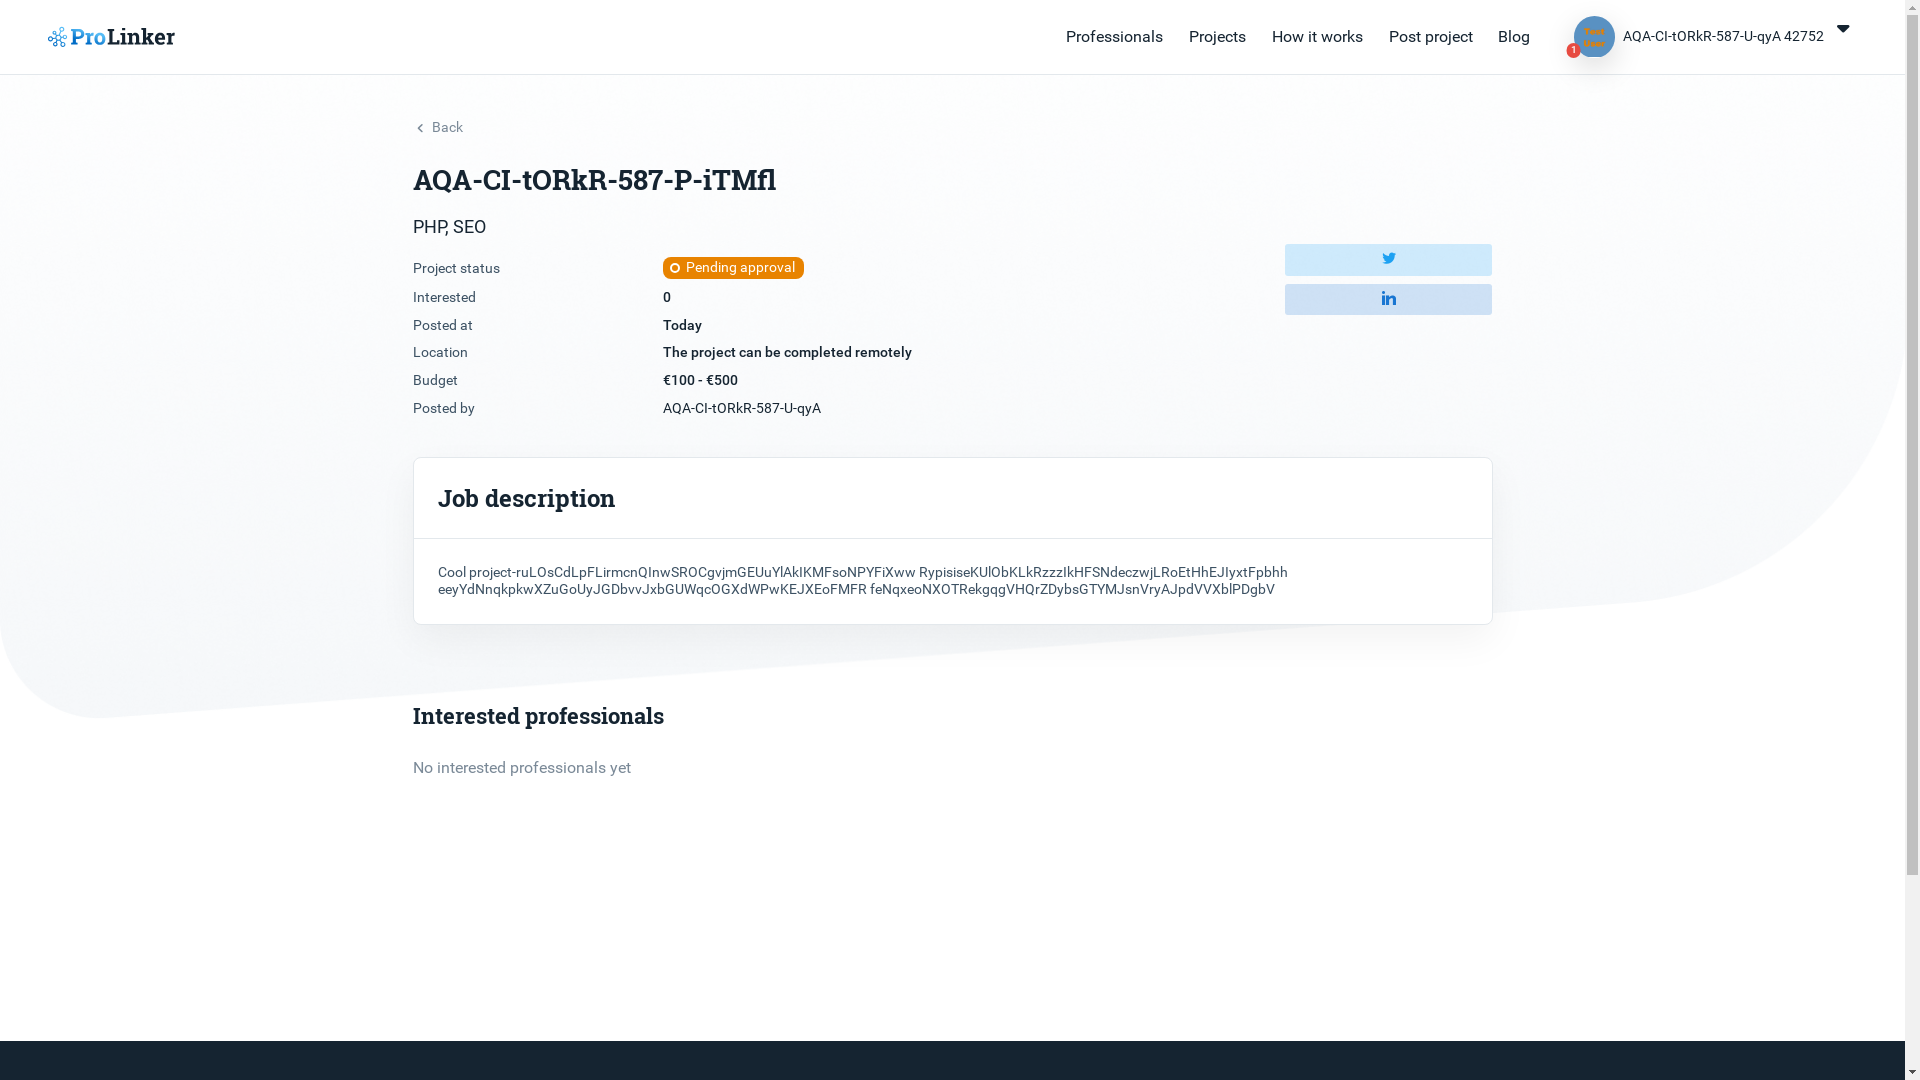 ProLinker
Professionals
Projects
How it works
Post project
Blog
Test
User
1
AQA-CI-tORkR-587-U-qyA 42752
Back
AQA-CI-tORkR-587-P-iTMfl
PHP, SEO
Project status
Pending approval
Interested
0
Posted at
Today
Location
The project can be completed remotely
Budget
€100 - €500
Posted by
AQA-CI-tORkR-587-U-qyA
Job description
Cool project-ruLOsCdLpFLirmcnQInwSROCgvjmGEUuYlAkIKMFsoNPYFiXww RypisiseKUlObKLkRzzzIkHFSNdeczwjLRoEtHhEJIyxtFpbhh
eeyYdNnqkpkwXZuGoUyJGDbvvJxbGUWqcOGXdWPwKEJXEoFMFR feNqxeoNXOTRekgqgVHQrZDybsGTYMJsnVryAJpdVVXblPDgbV
Interested professionals
No interested professionals yet